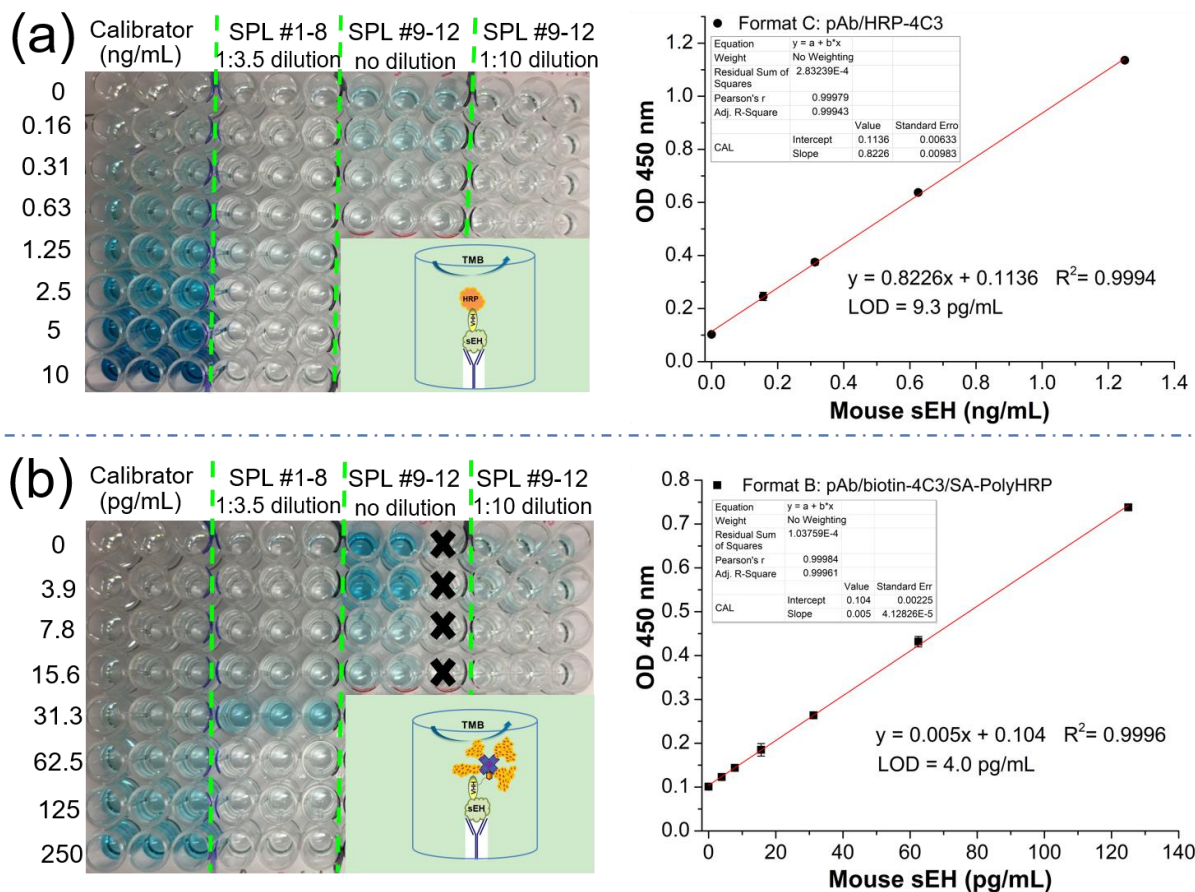 (a)
Calibrator
(ng/mL)
SPL #1-8
1:3.5 dilution
SPL #9-12
no dilution
SPL #9-12
1:10 dilution
0
0.16
0.31
0.63
1.25
2.5
5
10
TMB
HRP
VHH
sEH
Format C: pAb/HRP-4C3
Equation y = a + b*x
Weight No Weighting
Residual Sum of Squares 2.83239E-4
Pearson's r 0.99979
Adj. R-Square 0.99943
Value Standard Erro
CAL Intercept 0.1136 0.00633
Slope 0.8226 0.00983
y = 0.8226x + 0.1136 R2= 0.9994
LOD = 9.3 pg/mL
OD 450 nm
1.2
1.0
0.8
0.6
0.4
0.2
0.0
0.0 0.2 0.4 0.6 0.8 1.0 1.2 1.4
Mouse sEH (ng/mL)
(b)
Calibrator
(pg/mL)
SPL #1-8
1:3.5 dilution
SPL #9-12
no dilution
SPL #9-12
1:10 dilution
0
3.9
7.8
15.6
31.3
62.5
125
250
TMB
VHH
sEH
Format B: pAb/biotin-4C3/SA-PolyHRP
Equation y = a + b*x
Weight No Weighting
Residual Sum
of Squares 1.03759E-4
Pearson's r 0.99984
Adj. R-Square 0.99961
Value Standard Err
CAL Intercept 0.104 0.00225
Slope 0.005 4.12826E-5
y = 0.005x + 0.104 R2= 0.9996
LOD = 4.0 pg/mL
OD 450 nm
0.8
0.7
0.6
0.5
0.4
0.3
0.2
0.1
0.0
0 20 40 60 80 100 120 140
Mouse sEH (pg/mL)